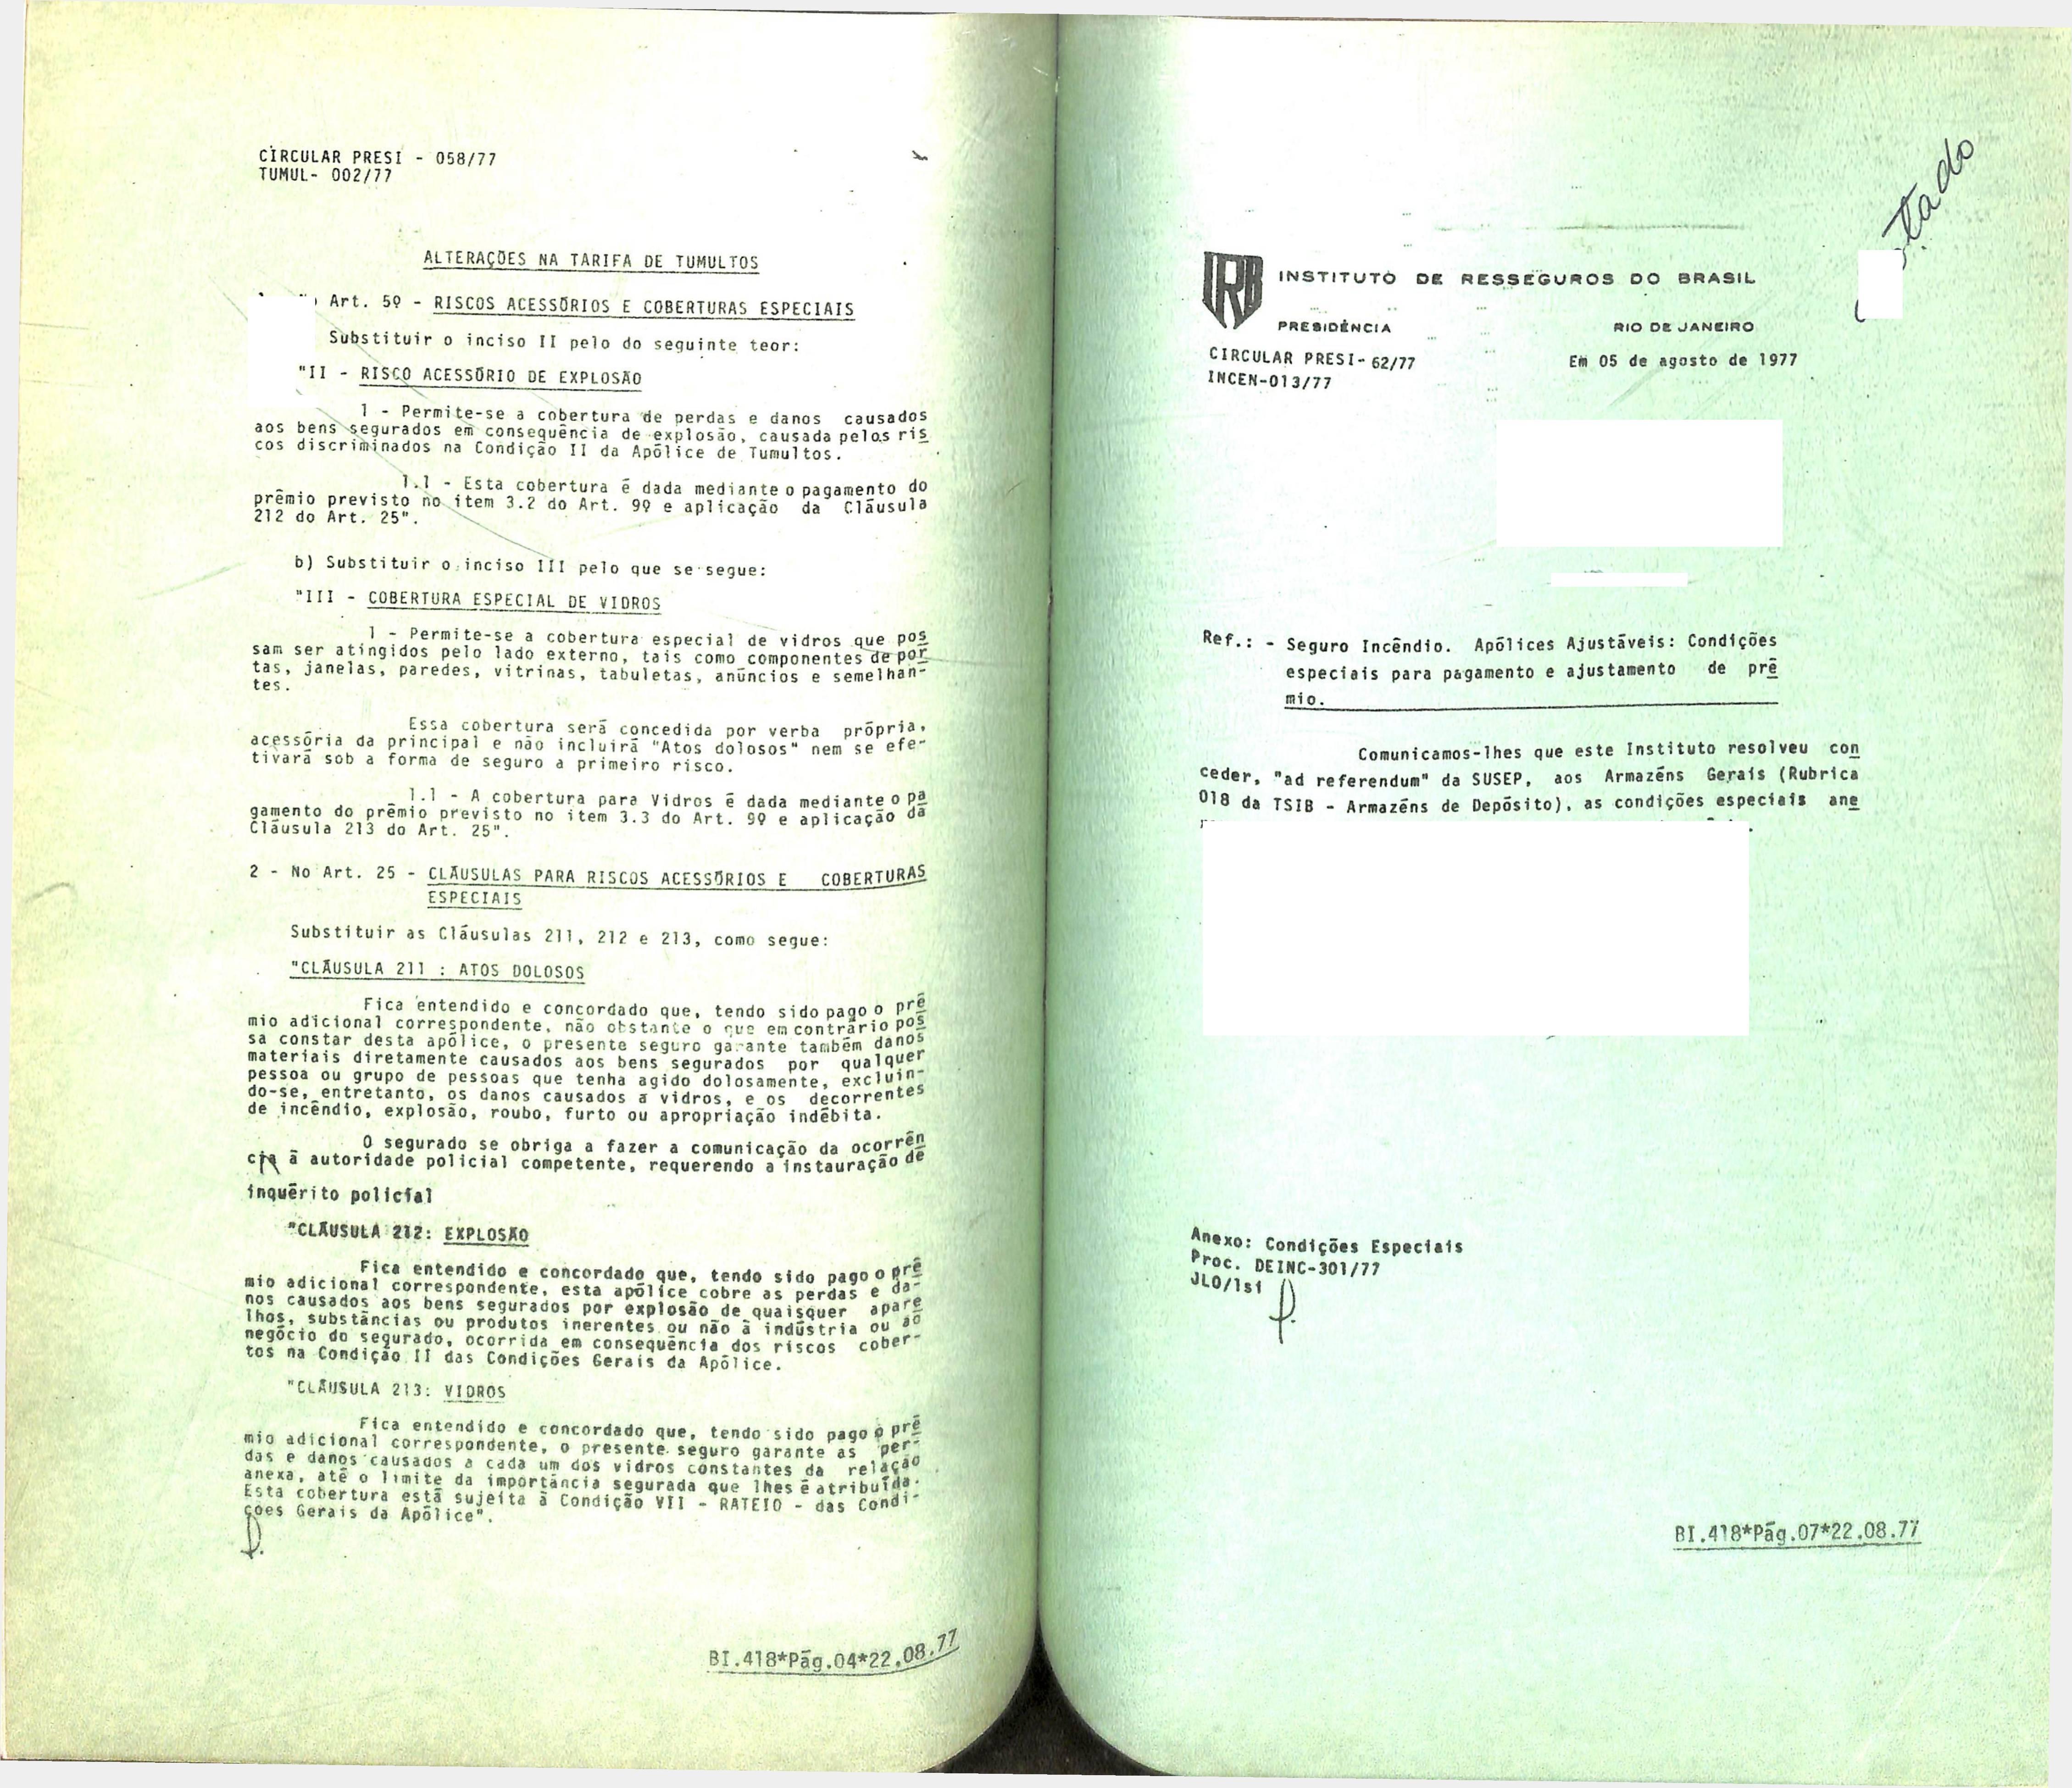 CIRCULAR PRESI - 058/77
TUMUL- 002/77
ALTERAÇÕES NA TARIFA DE TUMULTOS
Art. 5º - RISCOS ACESSÓRIOS E COBERTURAS ESPECIAIS
Substituir o inciso II pelo do seguinte teor:
"II - RISCO ACESSÓRIO DE EXPLOSÃO
1 - Permite-se a cobertura de perdas e danos causados
aos bens segurados em consequência de explosão, causada pelos ris
cos discriminados na Condição II da Apólice de Tumultos.
1.1 - Esta cobertura é dada mediante o pagamento do
prêmio previsto no item 3.2 do Art. 9º e aplicação da Cláusula
212 do Art. 25".
b) Substituir o inciso III pelo que se segue:
"III - COBERTURA ESPECIAL DE VIDROS
1 - Permite-se a cobertura especial de vidros que pos
sam ser atingidos pelo lado externo, tais como componentes de por
tas, janelas, paredes, vitrinas, tabuletas, anúncios e semelhan-
tes.
Essa cobertura será concedida por verba própria,
acessória da principal e não incluirá "Atos dolosos" nem se efe-
tivará sob a forma de seguro a primeiro risco.
1.1 - A cobertura para Vidros é dada mediante o pa
gamento do prêmio previsto no item 3.3 do Art. 9º e aplicação da
Cláusula 213 do Art. 25".
2 - No Art. 25 - CLÁUSULAS PARA RISCOS ACESSÓRIOS E COBERTURAS
ESPECIAIS
Substituir as Cláusulas 211, 212 e 213, como segue:
"CLÁUSULA 211 : ATOS DOLOSOS
Fica entendido e concordado que, tendo sido pago o prê
mio adicional correspondente, não obstante o que em contrário pos
sa constar desta apólice, o presente seguro garante também danos
materiais diretamente causados aos bens segurados por qualquer
pessoa ou grupo de pessoas que tenha agido dolosamente, excluin-
do-se, entretanto, os danos causados a vidros, e os decorrentes
de incêndio, explosão, roubo, furto ou apropriação indébita.
O segurado se obriga a fazer a comunicação da ocorrên
cia à autoridade policial competente, requerendo a instauração de
inquérito policial
"CLÁUSULA 212: EXPLOSÃO
Fica entendido e concordado que, tendo sido pago o prê
mio adicional correspondente, esta apólice cobre as perdas e da-
nos causados aos bens segurados por explosão de quaisquer apare
lhos, substâncias ou produtos inerentes ou não à indústria ou ao
negócio do segurado, ocorrida em consequência dos riscos cober-
tos na Condição II das Condições Gerais da Apólice.
"CLÁUSULA 213: VIDROS
Fica entendido e concordado que, tendo sido pago o prê
mio adicional correspondente, o presente seguro garante as per-
das e danos causados a cada um dos vidros constantes da relação
anexa, até o limite da importância segurada que lhes é atribuída.
Esta cobertura está sujeita à Condição VII - RATEIO - das Condi-
ções Gerais da Apólice".
BI.418*Pág.04*22.08.77
IRB INSTITUTO DE RESSEGUROS DO BRASIL
PRESIDÊNCIA RIO DE JANEIRO
CIRCULAR PRESI- 62/77 Em 05 de agosto de 1977
INCEN-013/77
Ref.: - Seguro Incêndio. Apólices Ajustáveis: Condições
especiais para pagamento e ajustamento de prê
mio.
Comunicamos-lhes que este Instituto resolveu con
ceder, "ad referendum" da SUSEP, aos Armazéns Gerais (Rubrica
018 da TSIB - Armazéns de Depósito), as condições especiais ane
Anexo: Condições Especiais
Proc. DEINC-301/77
JLO/lsi
BI.418*Pág.07*22.08.77